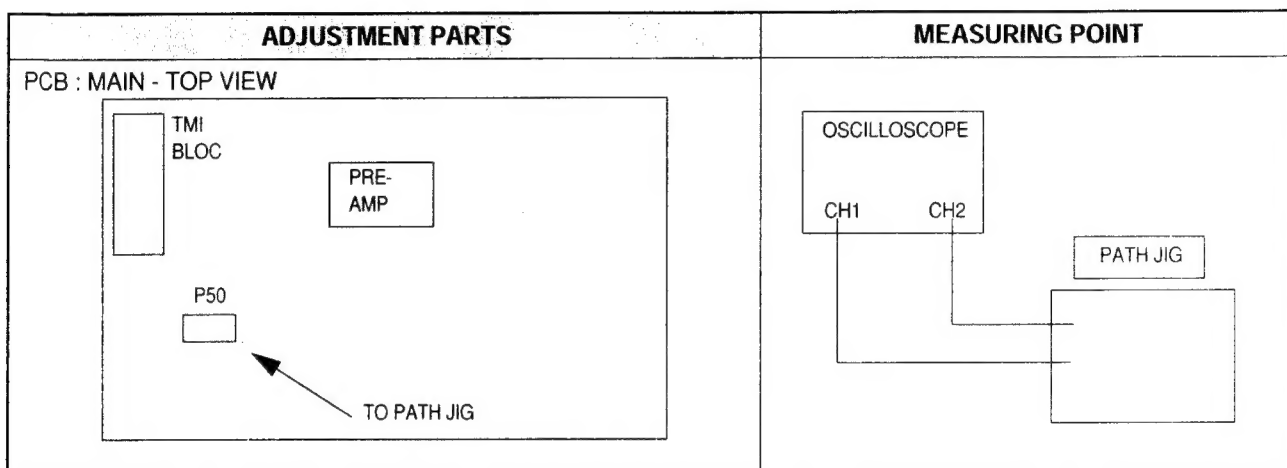 ADJUSTMENT PARTS
MEASURING POINT
PCB : MAIN - TOP VIEW
TMI
BLOC
PRE-
AMP
P50
TO PATH JIG
OSCILLOSCOPE
CH1 CH2
PATH JIG